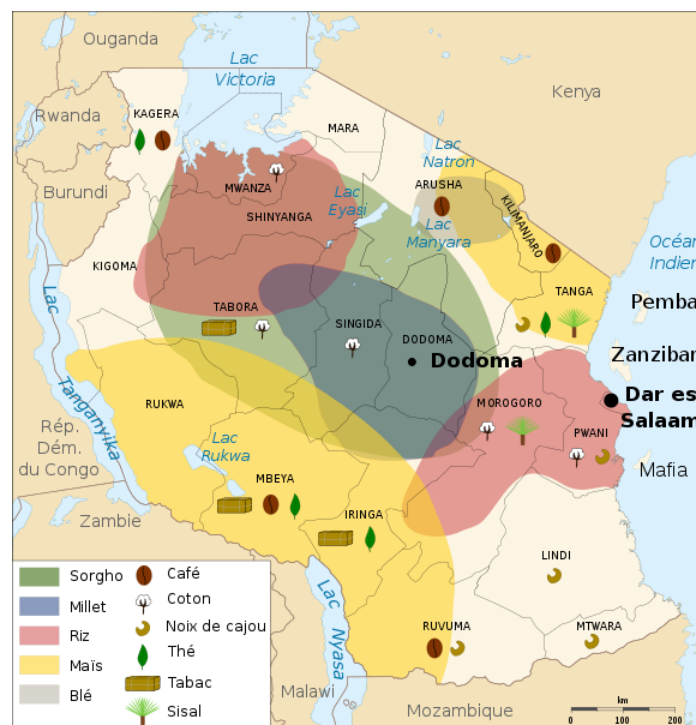 Ouganda
Lac
Victoria
Kenya
Rwanda
KAGERA
MARA
Lac
Natron
Burundi
MWANZA
Lac
Eyasi
ARUSHA
KILIMANJARO
SHINYANGA
Lac
Manyara
Océan
Indien
KIGOMA
TANGA
Pemba
Lac
Tanganyika
TABORA
SINGIDA
DODOMA
Dodoma
Zanzibar
RUKWA
MOROGORO
Dar es
Salaam
Rép.
Dém.
du Congo
Lac
Rukwa
PWANI
Mafia
MBEYA
Zambie
IRINGA
LINDI
Sorgho
Millet
Riz
Maïs
Blé
Café
Coton
Noix de cajou
Thé
Tabac
Sisal
Lac
Nyasa
RUVUMA
MTWARA
Malawi
Mozambique
km
0 100 200